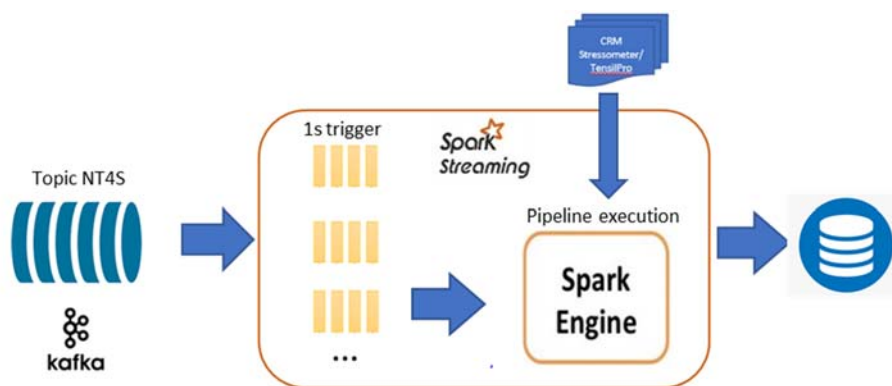 CRM
Stressometer/
TensilPro
1s trigger
Spark
Streaming
Topic NT4S
Pipeline execution
Spark
Engine
kafka
...